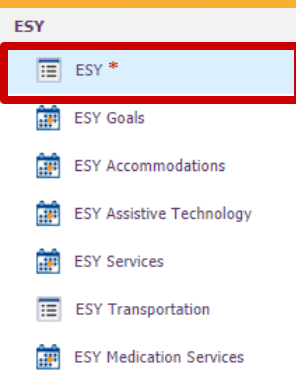 ESY
ESY *
ESY Goals
ESY Accommodations
ESY Assistive Technology
ESY Services
ESY Transportation
ESY Medication Services